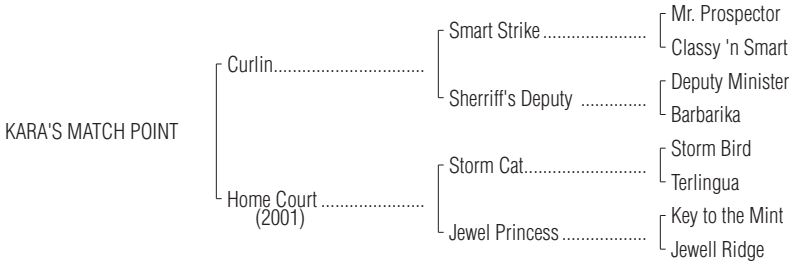 Mr. Prospector
Smart Strike ......................
Classy 'n Smart
Curlin................................
Deputy Minister
Sherriff's Deputy ..............
Barbarika
KARA'S MATCH POINT
Storm Bird
Storm Cat..........................
Terlingua
Home Court ......................
(2001)
Key to the Mint
Jewel Princess ..................
Jewell Ridge